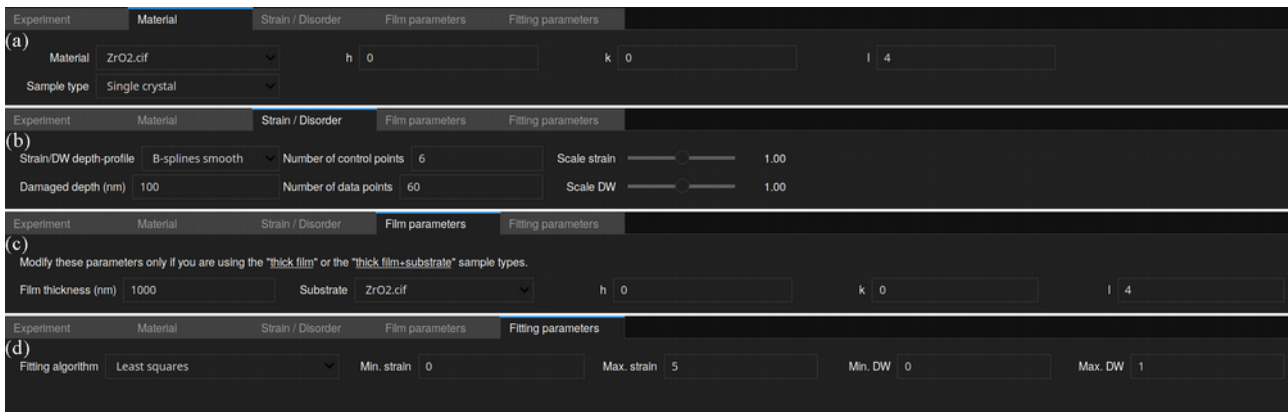 Experiment Material Strain / Disorder Film parameters Fitting parameters
(a)
Material ZrO2.cif h 0 k 0 l 4
Sample type Single crystal
Experiment Material Strain / Disorder Film parameters Fitting parameters
(b)
Strain/DW depth-profile B-splines smooth Number of control points 6 Scale strain 1.00
Damaged depth (nm) 100 Number of data points 60 Scale DW 1.00
Experiment Material Strain / Disorder Film parameters Fitting parameters
(c)
Modify these parameters only if you are using the "thick film" or the "thick film+substrate" sample types.
Film thickness (nm) 1000 Substrate ZrO2.cif h 0 k 0 l 4
Experiment Material Strain / Disorder Film parameters Fitting parameters
(d)
Fitting algorithm Least squares Min. strain 0 Max. strain 5 Min. DW 0 Max. DW 1